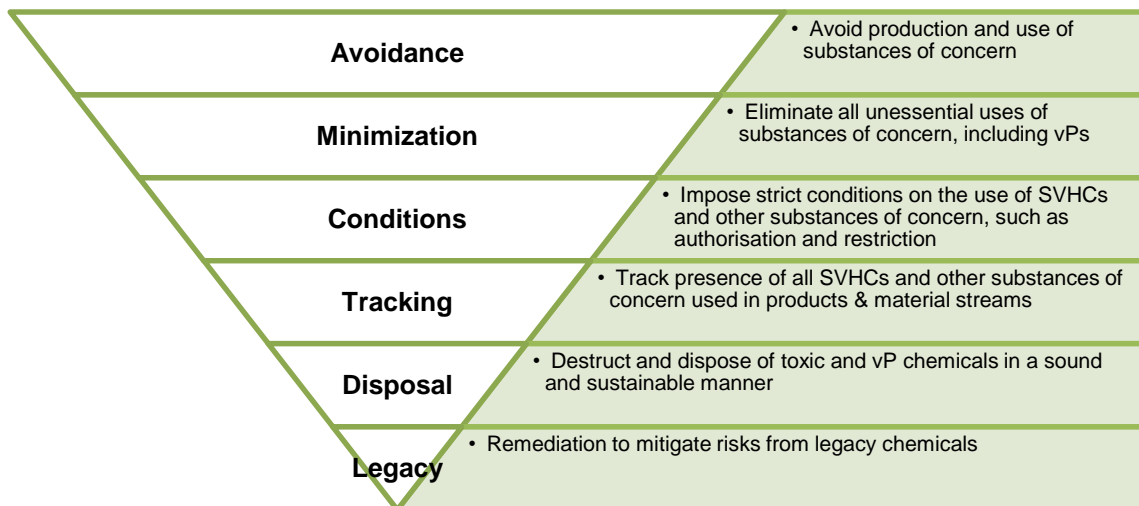 Avoidance
• Avoid production and use of
substances of concern
Minimization
• Eliminate all unessential uses of
substances of concern, including vPs
Conditions
• Impose strict conditions on the use of SVHCs
and other substances of concern, such as
authorisation and restriction
Tracking
• Track presence of all SVHCs and other substances of
concern used in products & material streams
Disposal
• Destruct and dispose of toxic and vP chemicals in a sound
and sustainable manner
Legacy
• Remediation to mitigate risks from legacy chemicals